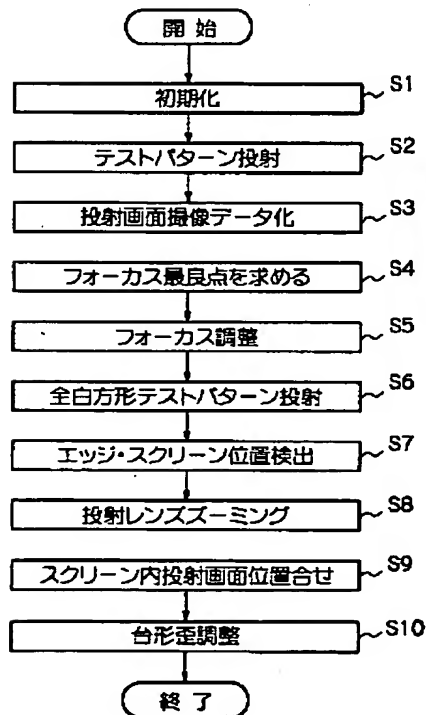 開始
初期化 S1
テストパターン投射 S2
投射画面撮像データ化 S3
フォーカス最良点を求める S4
フォーカス調整 S5
全白方形テストパターン投射 S6
エッジ・スクリーン位置検出 S7
投射レンズズーミング S8
スクリーン内投射画面位置合せ S9
台形歪調整 S10
終了